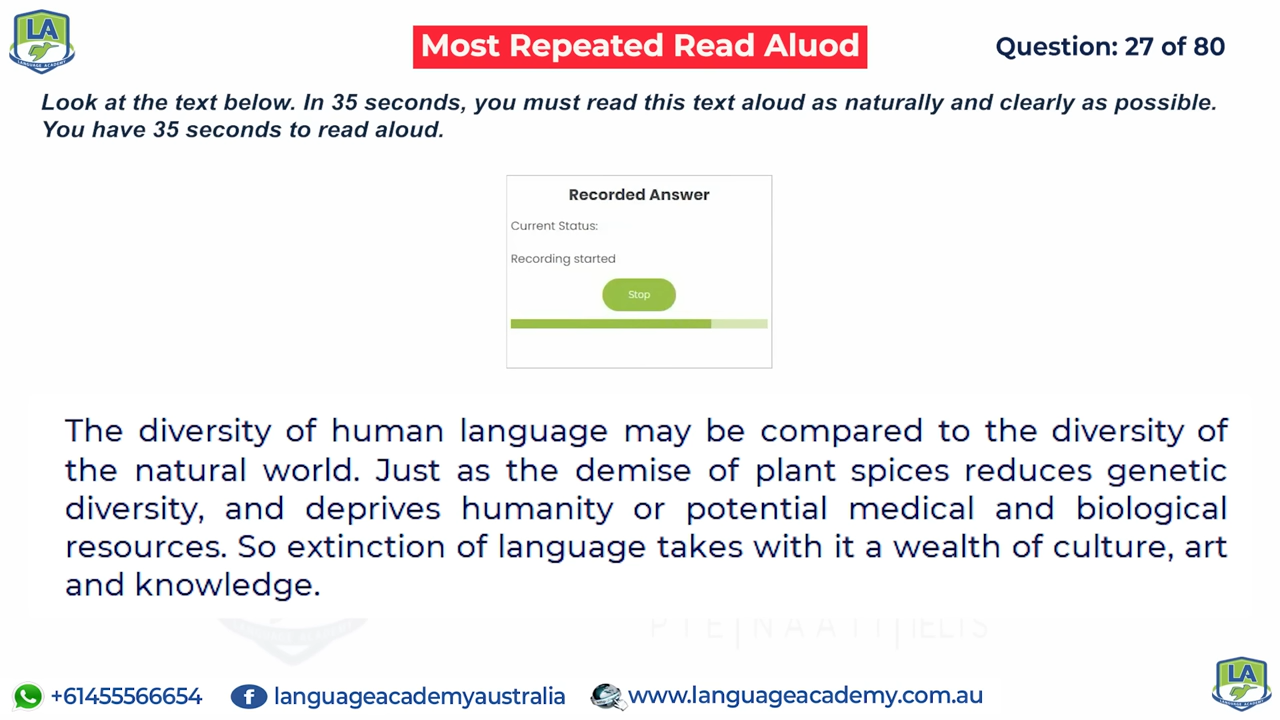 LA
LANGUAGE ACADEMY
Most Repeated Read Aluod
Question: 27 of 80
Look at the text below. In 35 seconds, you must read this text aloud as naturally and clearly as possible.
You have 35 seconds to read aloud.
Recorded Answer
Current Status:
Recording started
Stop
The diversity of human language may be compared to the diversity of
the natural world. Just as the demise of plant spices reduces genetic
diversity, and deprives humanity or potential medical and biological
resources. So extinction of language takes with it a wealth of culture, art
and knowledge.
+61455566654
languageacademyaustralia
www.languageacademy.com.au
LA